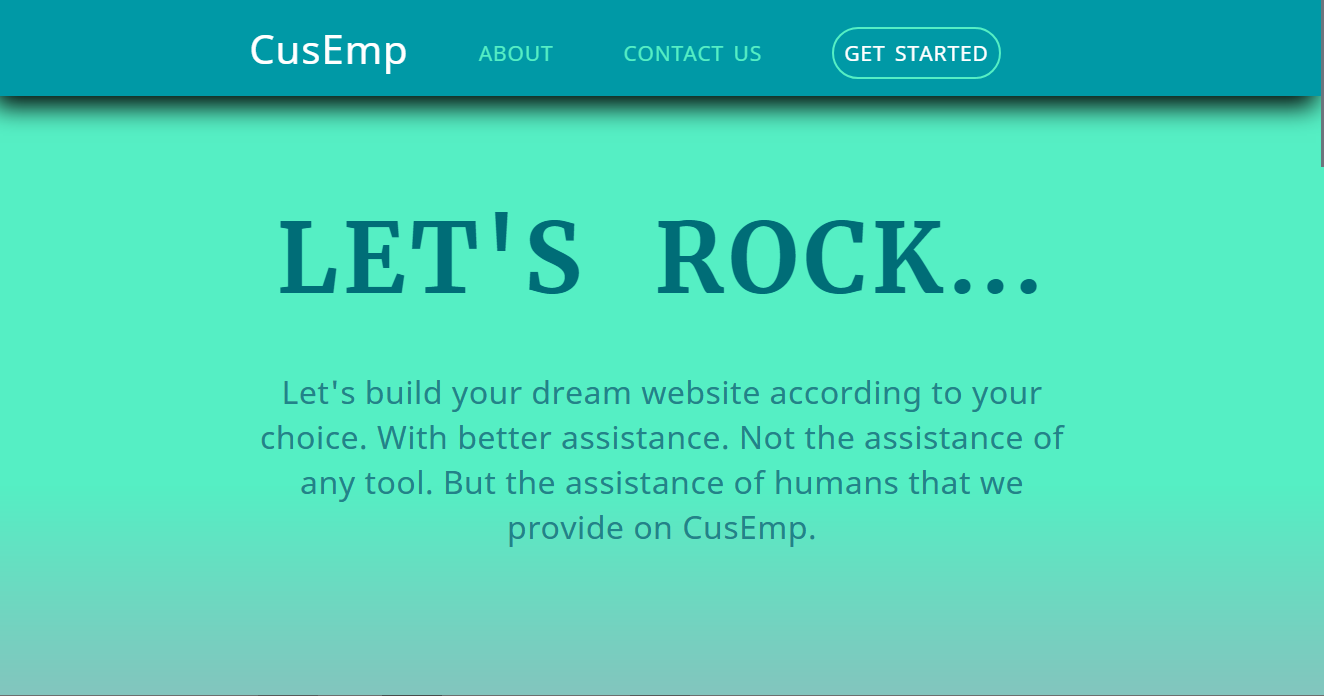 CusEmp ABOUT CONTACT US GET STARTED
LET'S ROCK...
Let's build your dream website according to your
choice. With better assistance. Not the assistance of
any tool. But the assistance of humans that we
provide on CusEmp.